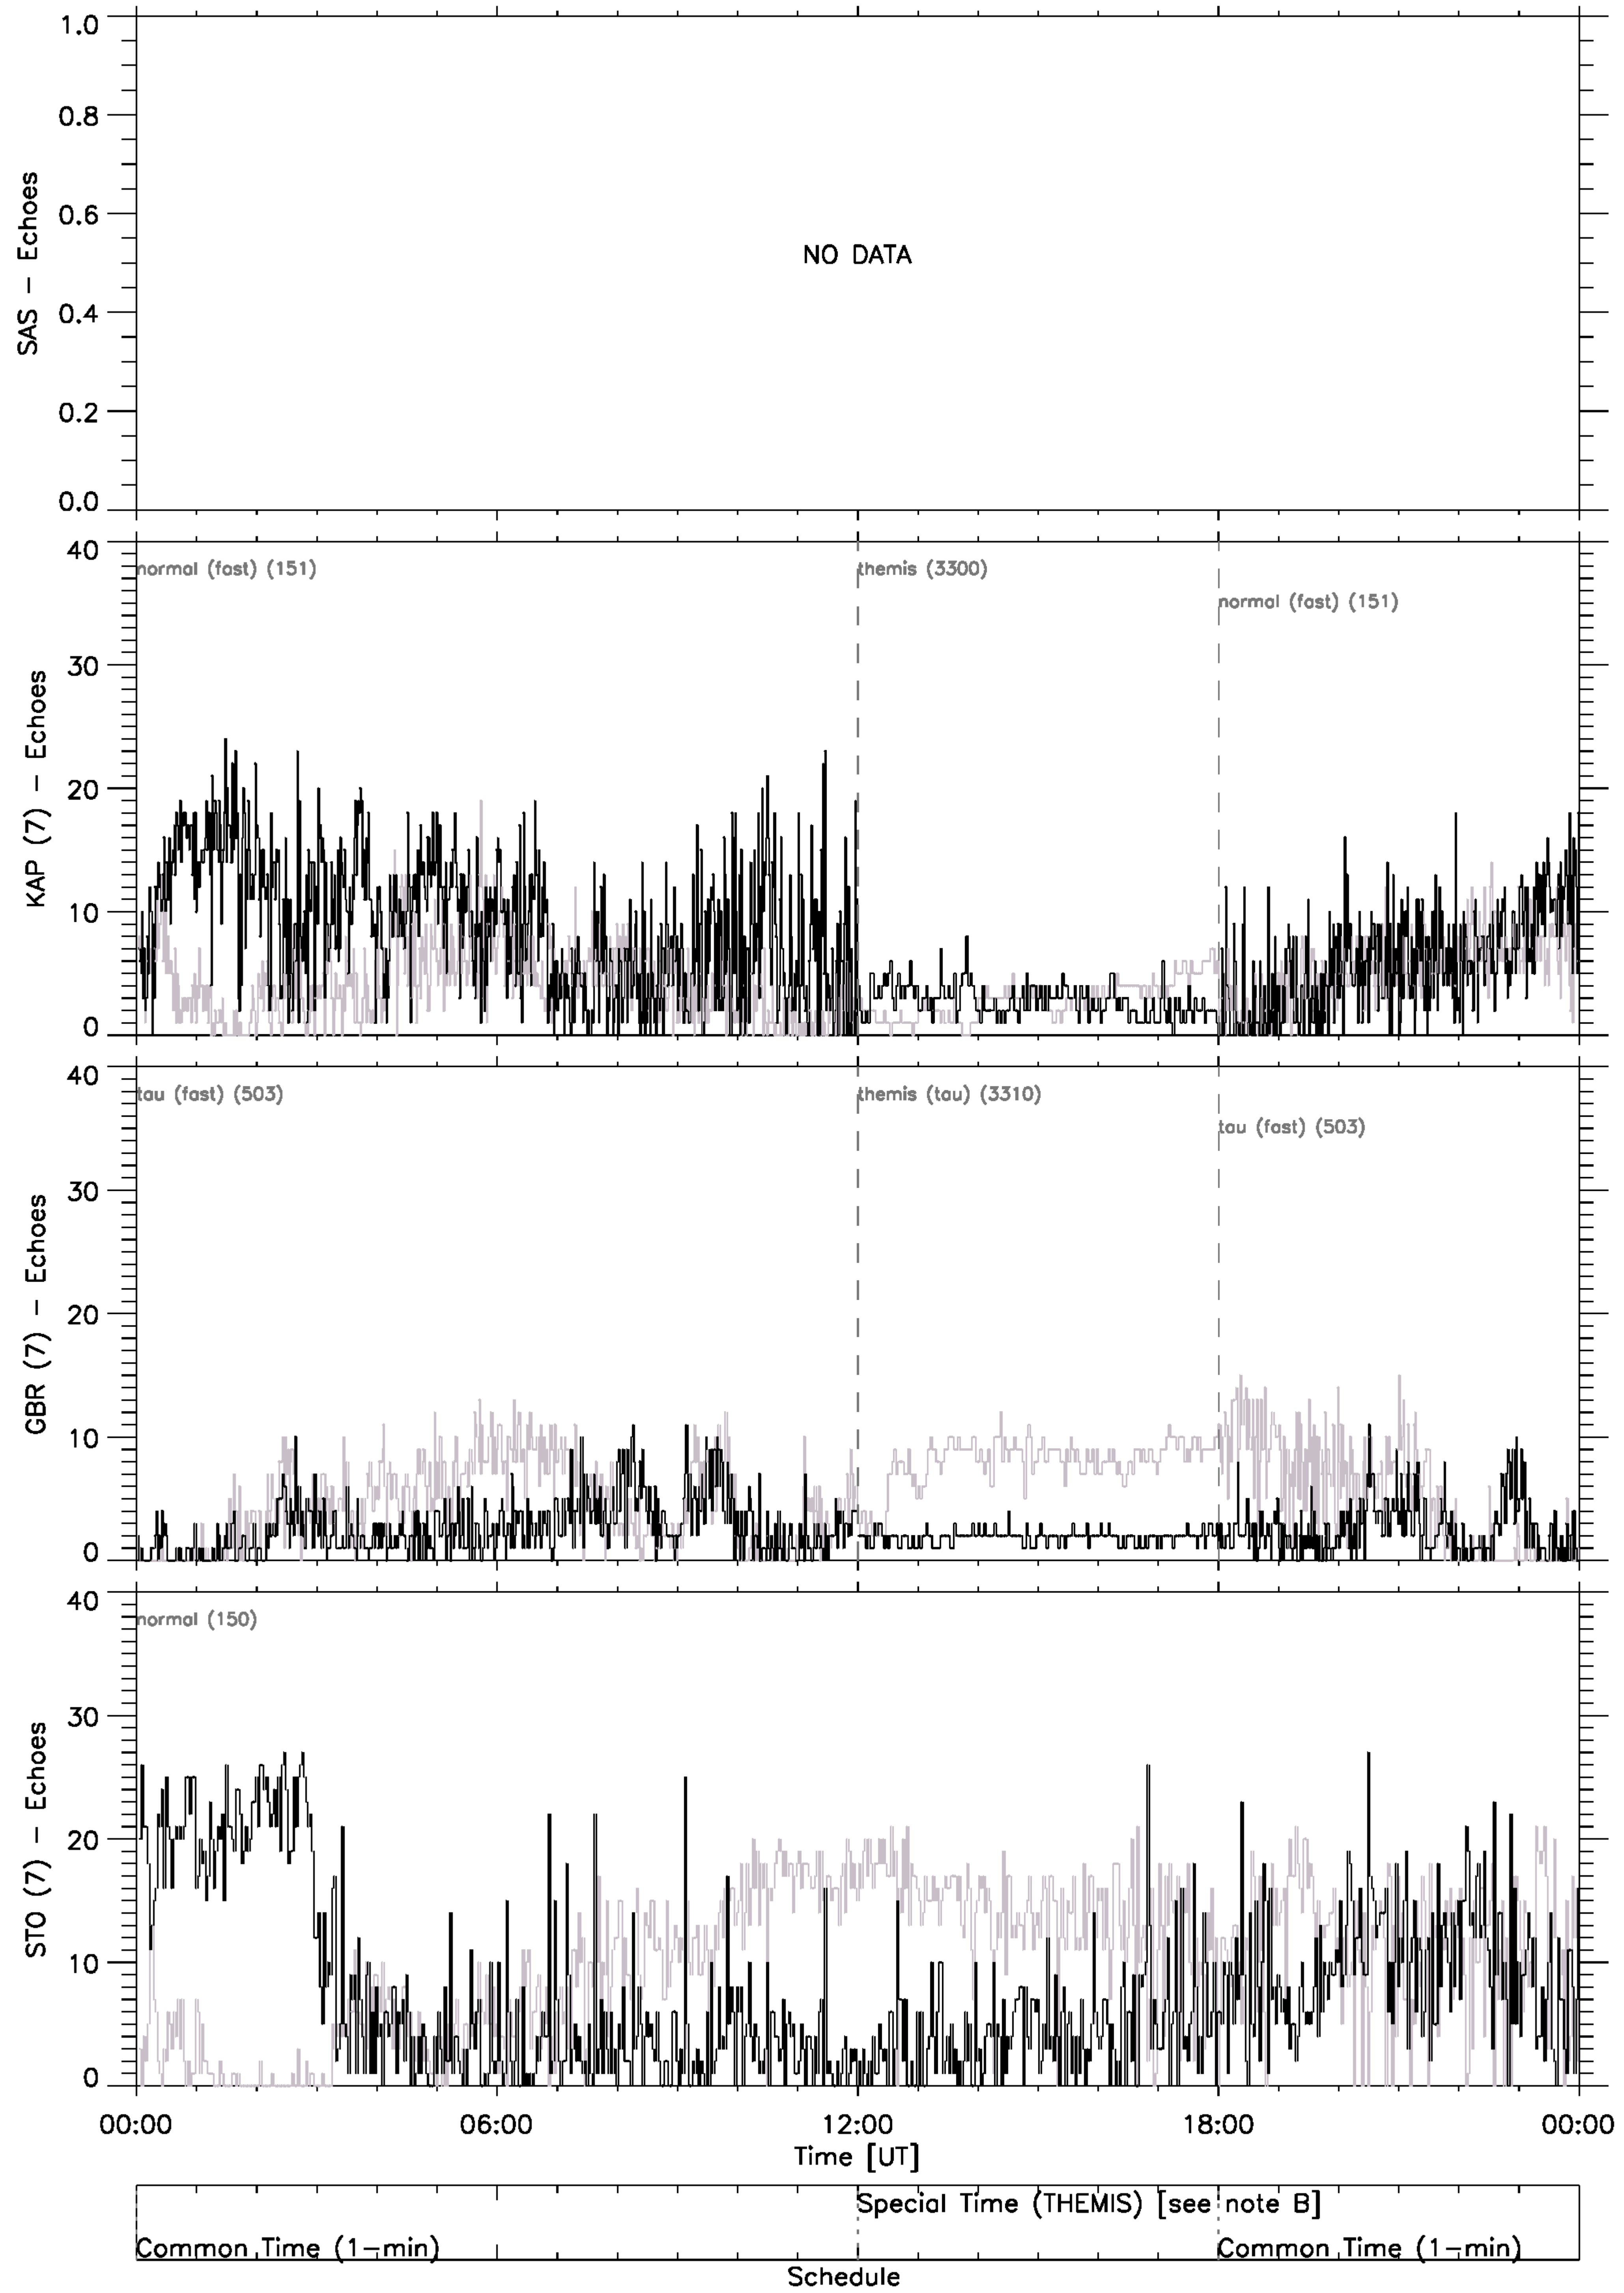 SAS - Echoes
1.0
0.8
0.6
0.4
0.2
0.0
NO DATA
KAP (7) - Echoes
40
30
20
10
0
normal (fast) (151)
themis (3300)
normal (fast) (151)
GBR (7) - Echoes
40
30
20
10
0
tau (fast) (503)
themis (tau) (3310)
tau (fast) (503)
STO (7) - Echoes
40
30
20
10
0
normal (150)
00:00 06:00 12:00 18:00 00:00
Time [UT]
Special Time (THEMIS) [see note B]
Common Time (1-min) Common Time (1-min)
Schedule